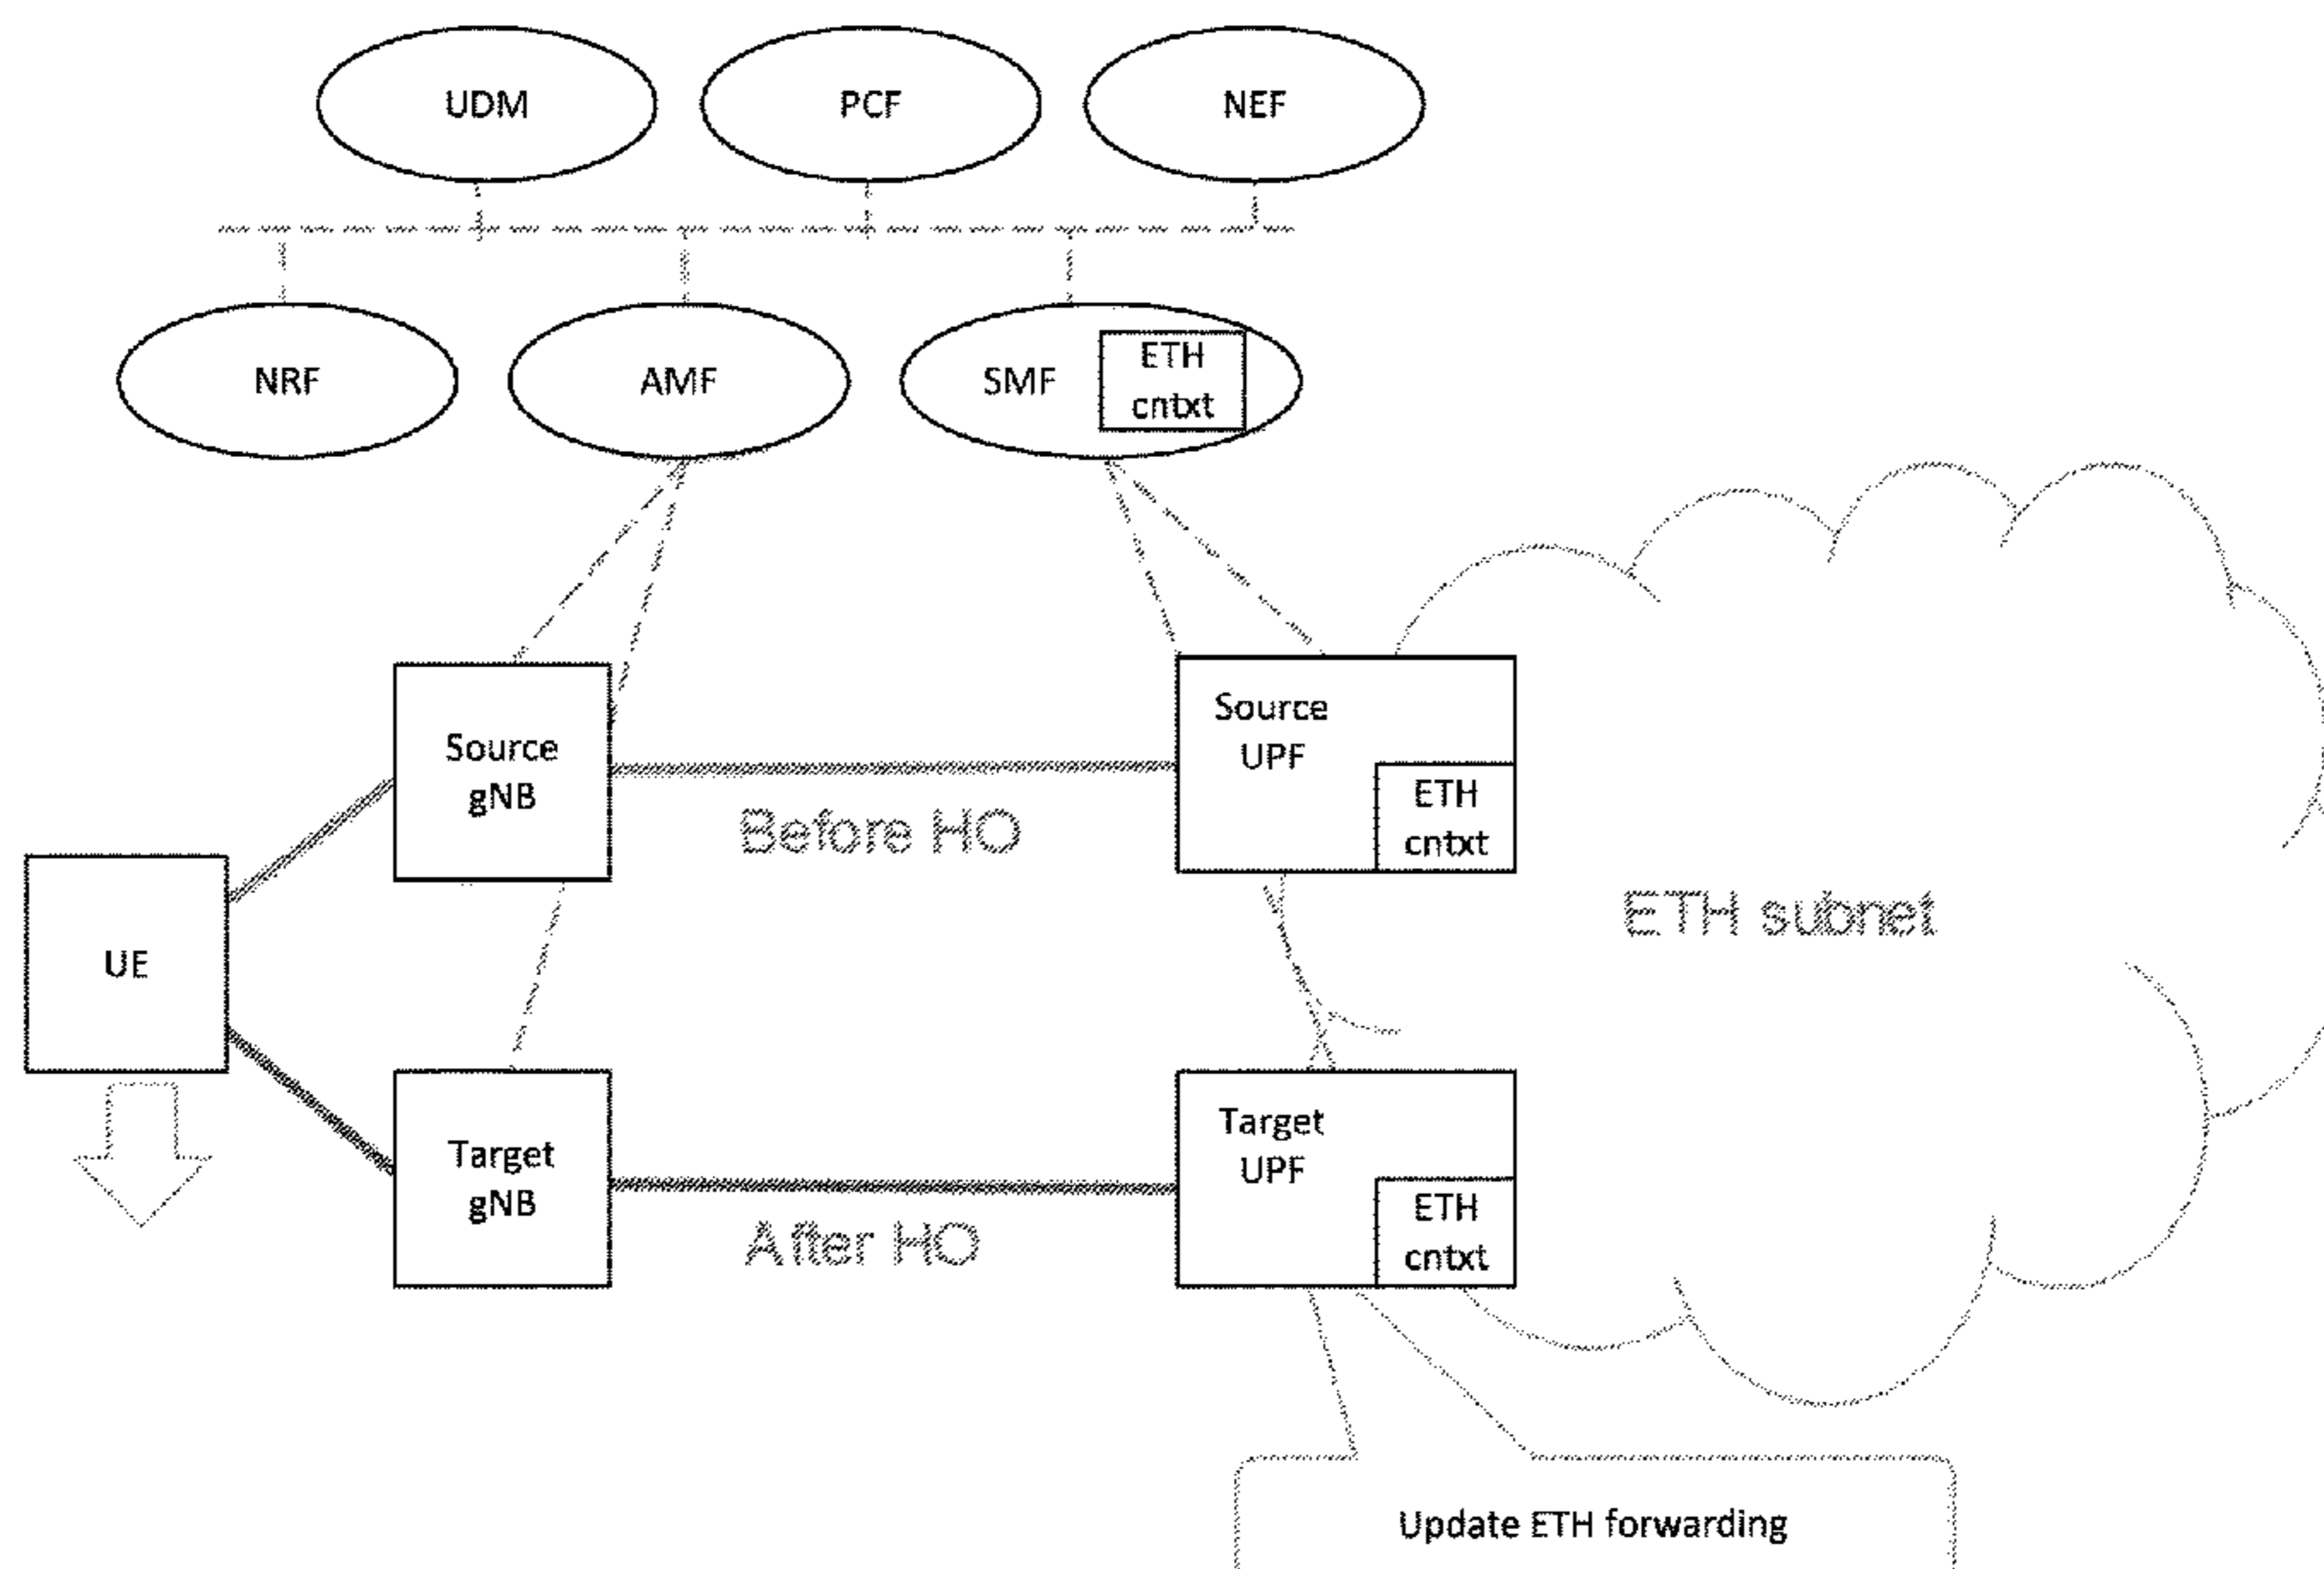 UDM
PCF
NEF
NRF
AMF
SMF
ETH
cntxt
Source
gNB
Before HO
Source
UPF
ETH
cntxt
ETH subnet
UE
Target
gNB
After HO
Target
UPF
ETH
cntxt
Update ETH forwarding